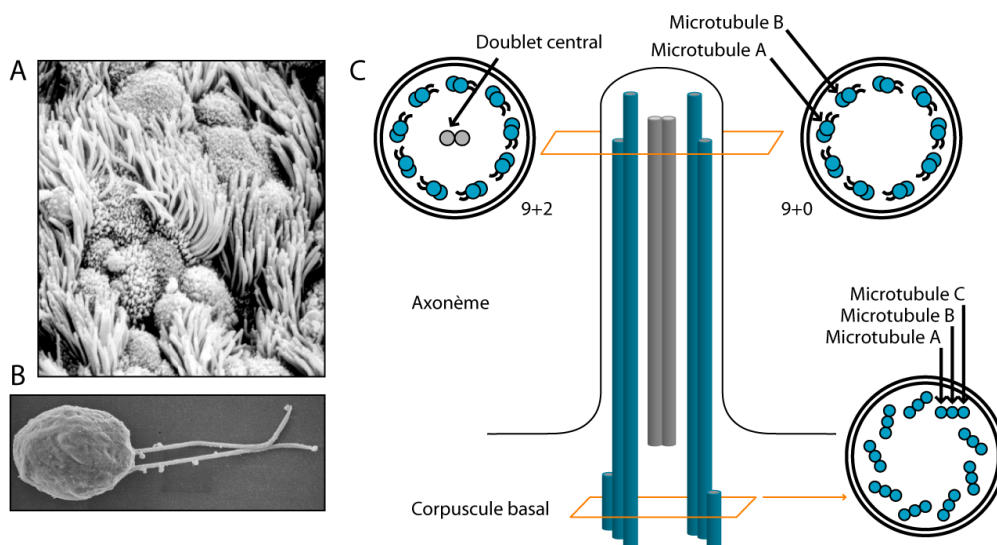 A
B
C
Doublet central
9+2
Microtubule B
Microtubule A
9+0
Axonème
Corpuscule basal
Microtubule C
Microtubule B
Microtubule A